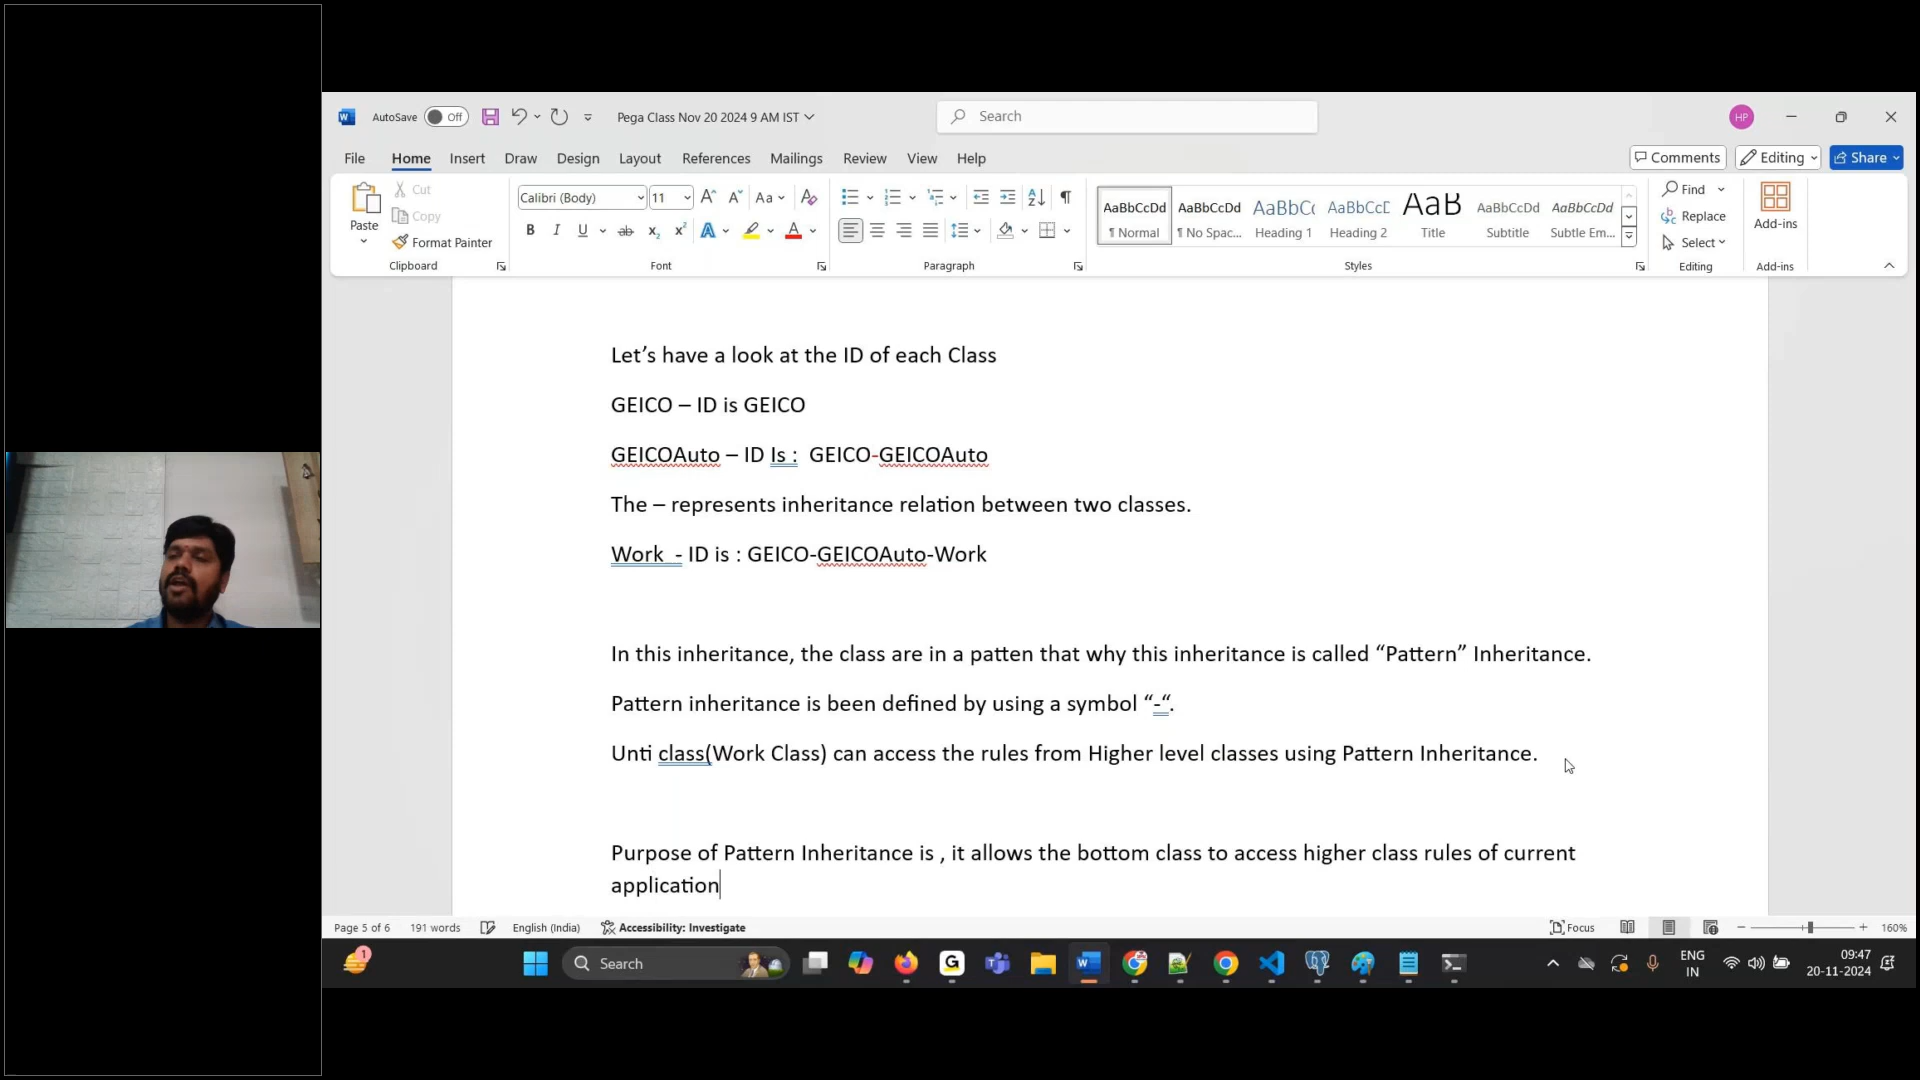 AutoSave Off Pega Class Nov 20 2024 9 AM IST Search HP
File Home Insert Draw Design Layout References Mailings Review View Help Comments Editing Share
Paste Cut Copy Format Painter Clipboard
Calibri (Body) 11 Font
Paragraph
AaBbCcDd ¶ Normal AaBbCcDd ¶ No Spac... AaBbC( Heading 1 AaBbCcE Heading 2 AaB Title AaBbCcDd Subtitle AaBbCcDd Subtle Em... Styles
Find Replace Select Editing
Add-ins Add-ins
Let’s have a look at the ID of each Class
GEICO – ID is GEICO
GEICOAuto – ID Is :  GEICO-GEICOAuto
The – represents inheritance relation between two classes.
Work  - ID is : GEICO-GEICOAuto-Work
In this inheritance, the class are in a patten that why this inheritance is called “Pattern” Inheritance.
Pattern inheritance is been defined by using a symbol “-“.
Unti class(Work Class) can access the rules from Higher level classes using Pattern Inheritance.
Purpose of Pattern Inheritance is , it allows the bottom class to access higher class rules of current
application
Page 5 of 6 191 words English (India) Accessibility: Investigate Focus 160%
1 Search ENG IN 09:47 20-11-2024